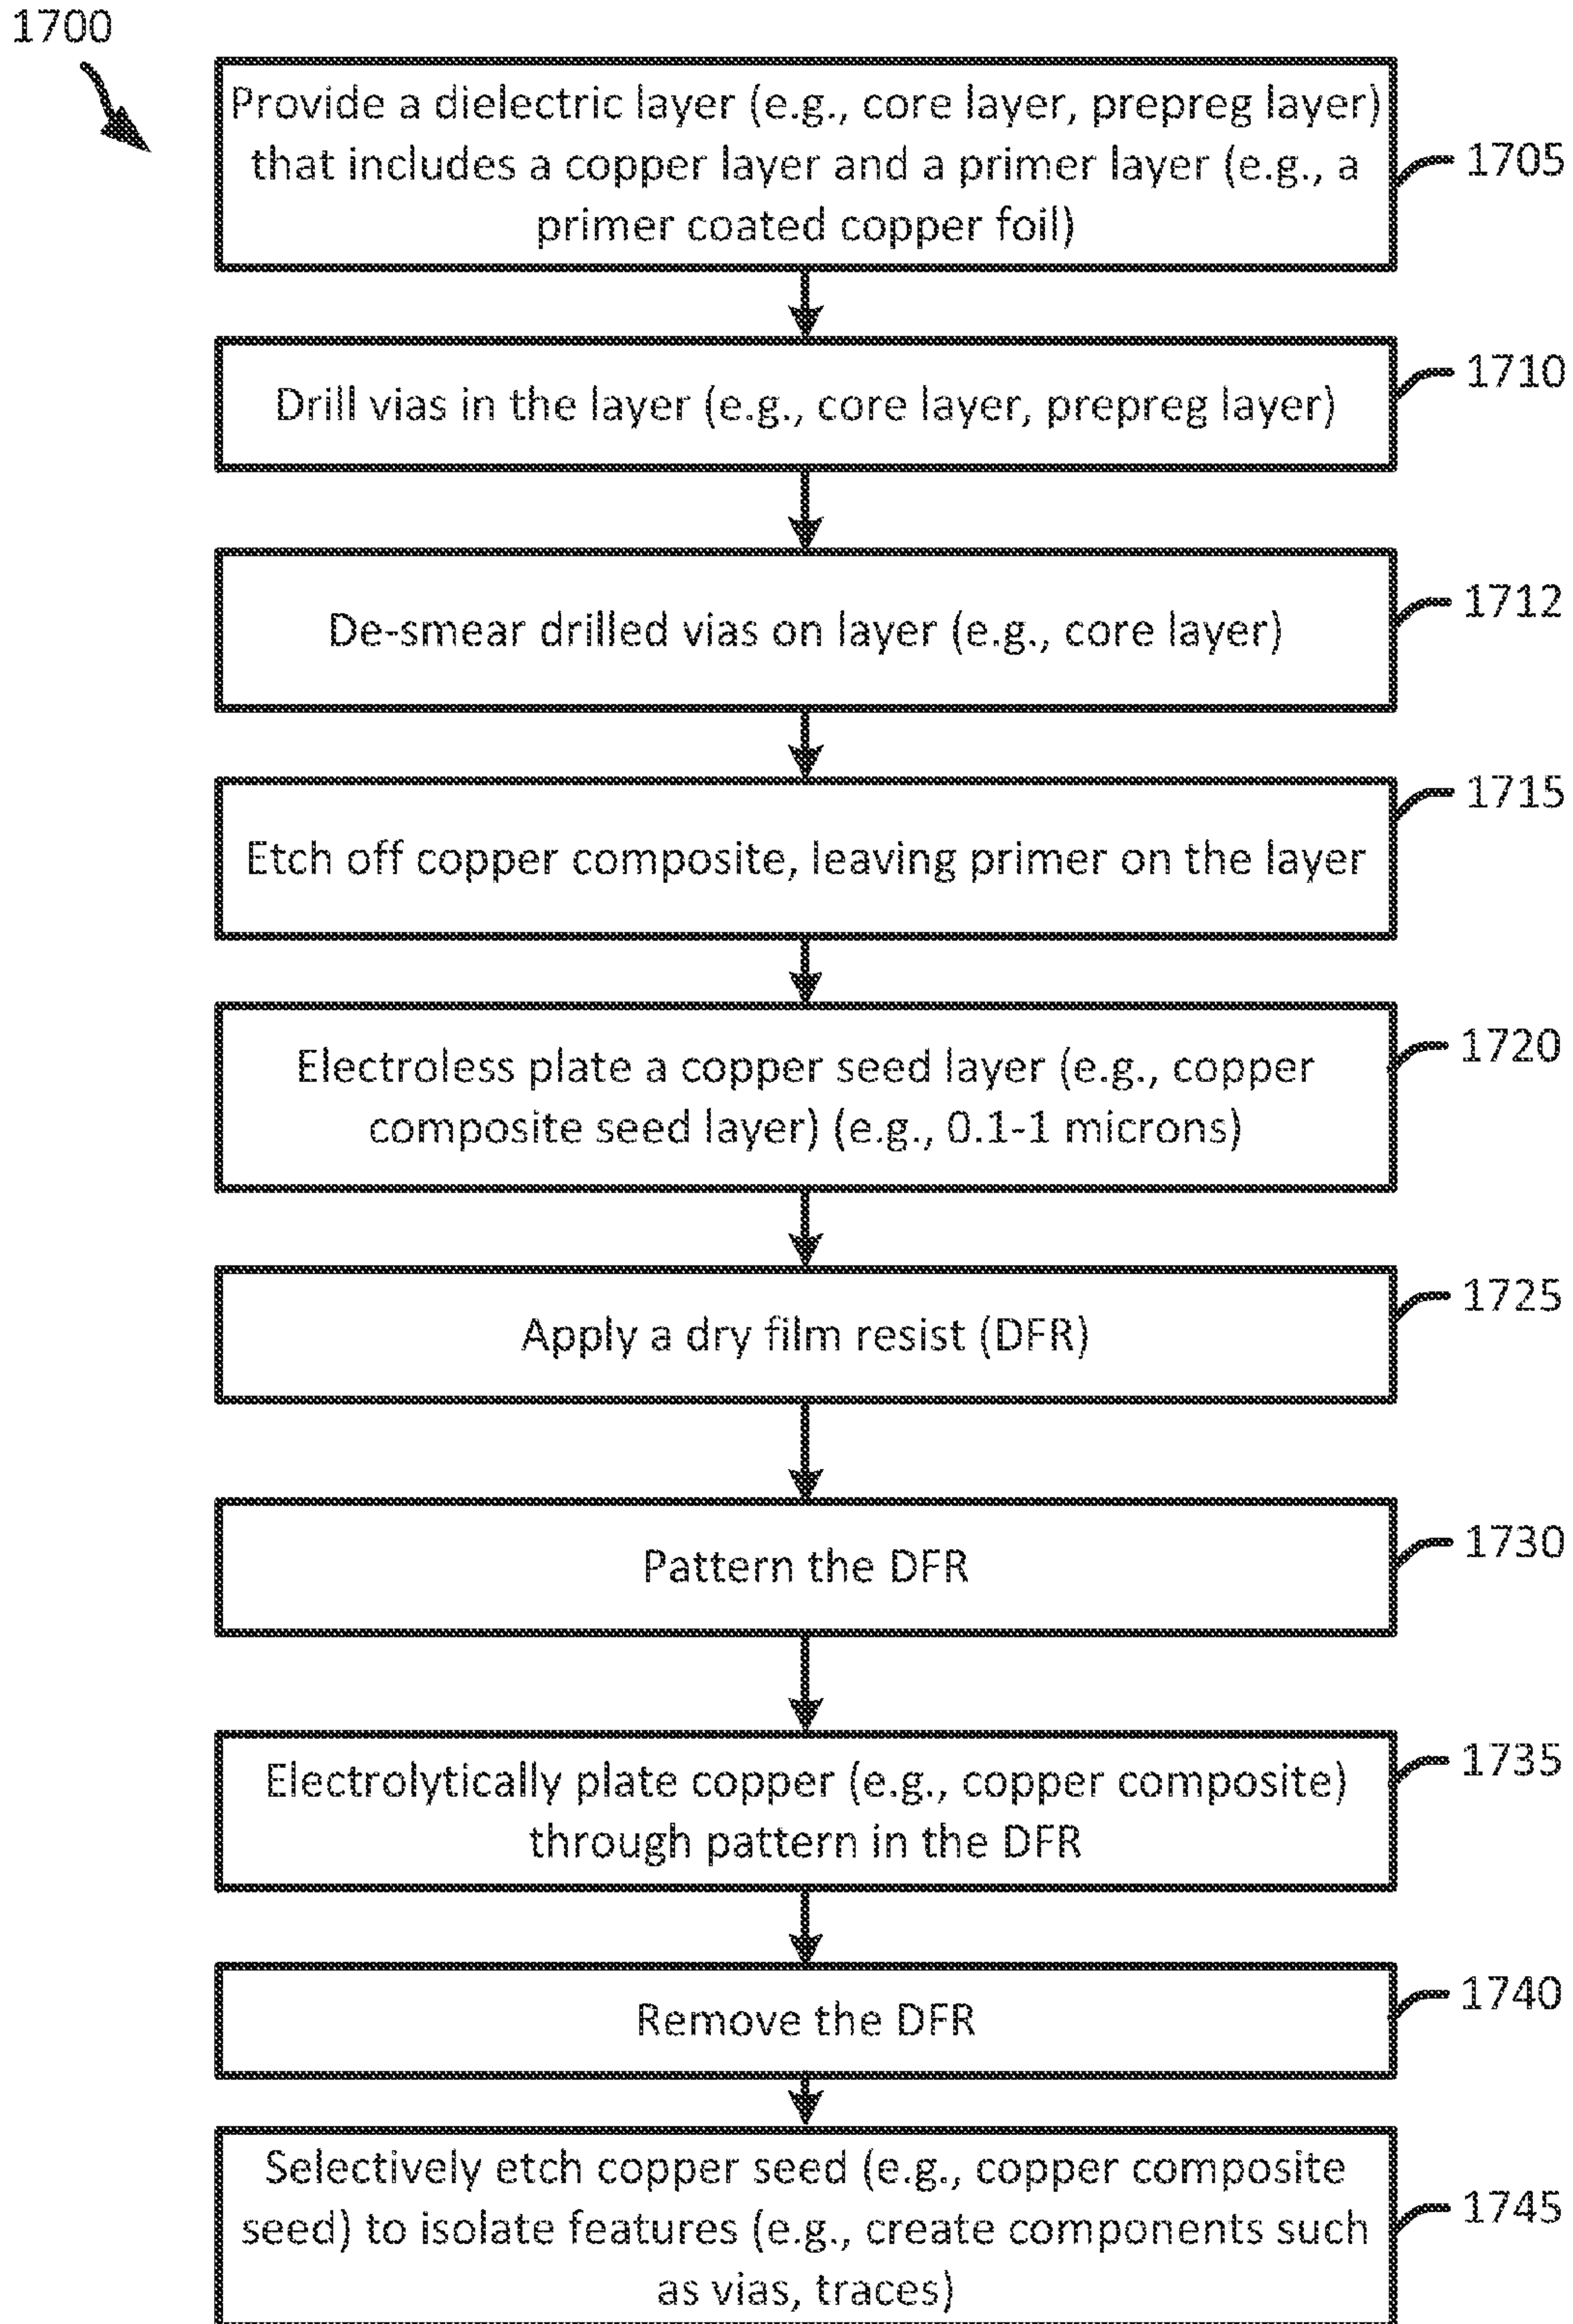 1700
Provide a dielectric layer (e.g., core layer, prepreg layer)
that includes a copper layer and a primer layer (e.g., a
primer coated copper foil)
1705
Drill vias in the layer (e.g., core layer, prepreg layer)
1710
De-smear drilled vias on layer (e.g., core layer)
1712
Etch off copper composite, leaving primer on the layer
1715
Electroless plate a copper seed layer (e.g., copper
composite seed layer) (e.g., 0.1-1 microns)
1720
Apply a dry film resist (DFR)
1725
Pattern the DFR
1730
Electrolytically plate copper (e.g., copper composite)
through pattern in the DFR
1735
Remove the DFR
1740
Selectively etch copper seed (e.g., copper composite
seed) to isolate features (e.g., create components such
as vias, traces)
1745